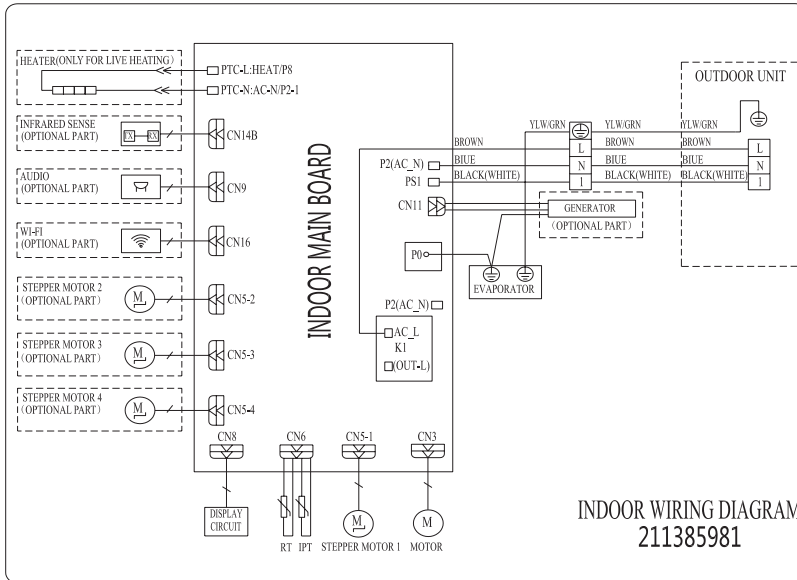 HEATER(ONLY FOR LIVE HEATING)
PTC-L:HEAT/P8
PTC-N:AC-N/P2-1
INFRARED SENSE
(OPTIONAL PART)
TX
RX
CN14B
AUDIO
(OPTIONAL PART)
CN9
WI-FI
(OPTIONAL PART)
CN16
STEPPER MOTOR 2
(OPTIONAL PART)
M
CN5-2
STEPPER MOTOR 3
(OPTIONAL PART)
M
CN5-3
STEPPER MOTOR 4
(OPTIONAL PART)
M
CN5-4
INDOOR MAIN BOARD
CN8
CN6
CN5-1
CN3
DISPLAY
CIRCUIT
RT
IPT
M
STEPPER MOTOR 1
M
MOTOR
P2(AC_N)
PS1
CN11
P0
P2(AC_N)
AC_L
K1
(OUT-L)
BROWN
BIUE
BLACK(WHITE)
YLW/GRN
L
N
1
YLW/GRN
BROWN
BIUE
BLACK(WHITE)
YLW/GRN
BROWN
BIUE
BLACK(WHITE)
GENERATOR
(OPTIONAL PART)
EVAPORATOR
OUTDOOR UNIT
L
N
1
INDOOR WIRING DIAGRAM
211385981